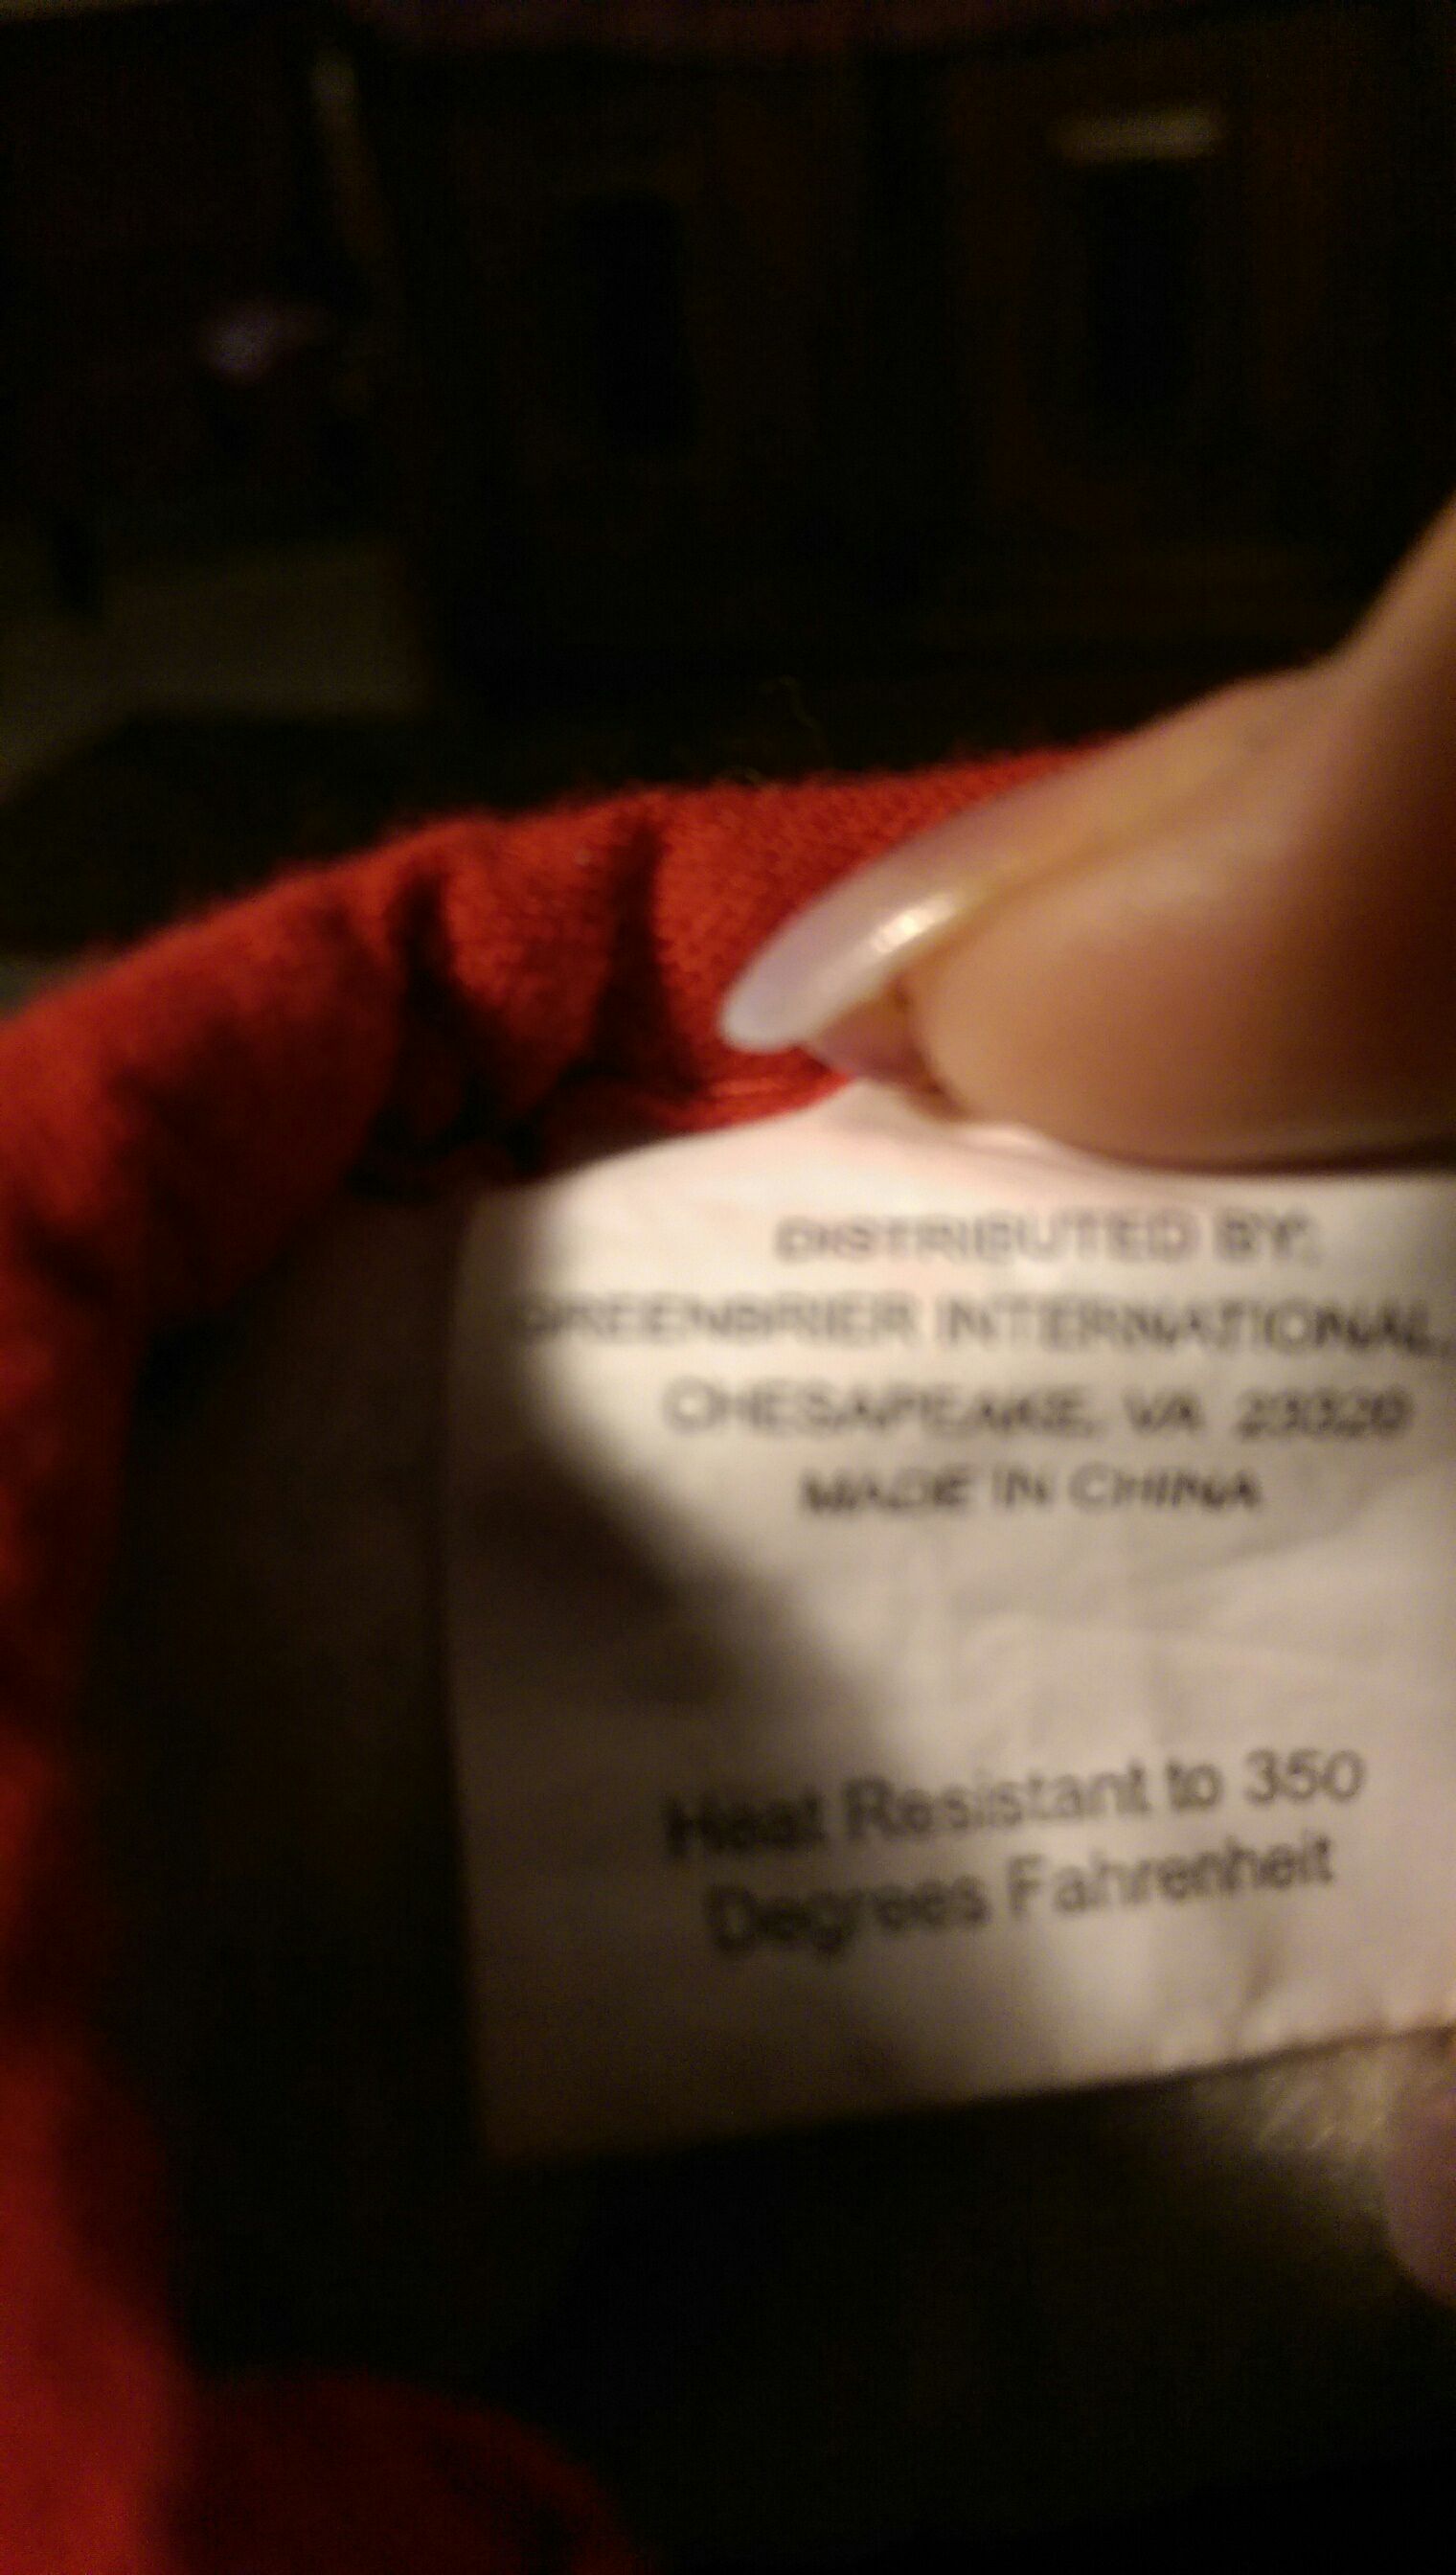 DISTRIBUTED BY:
GREENBRIER INTERNATIONAL,
CHESAPEAKE, VA 23320
MADE IN CHINA
Heat Resistant to 350
Degrees Fahrenheit